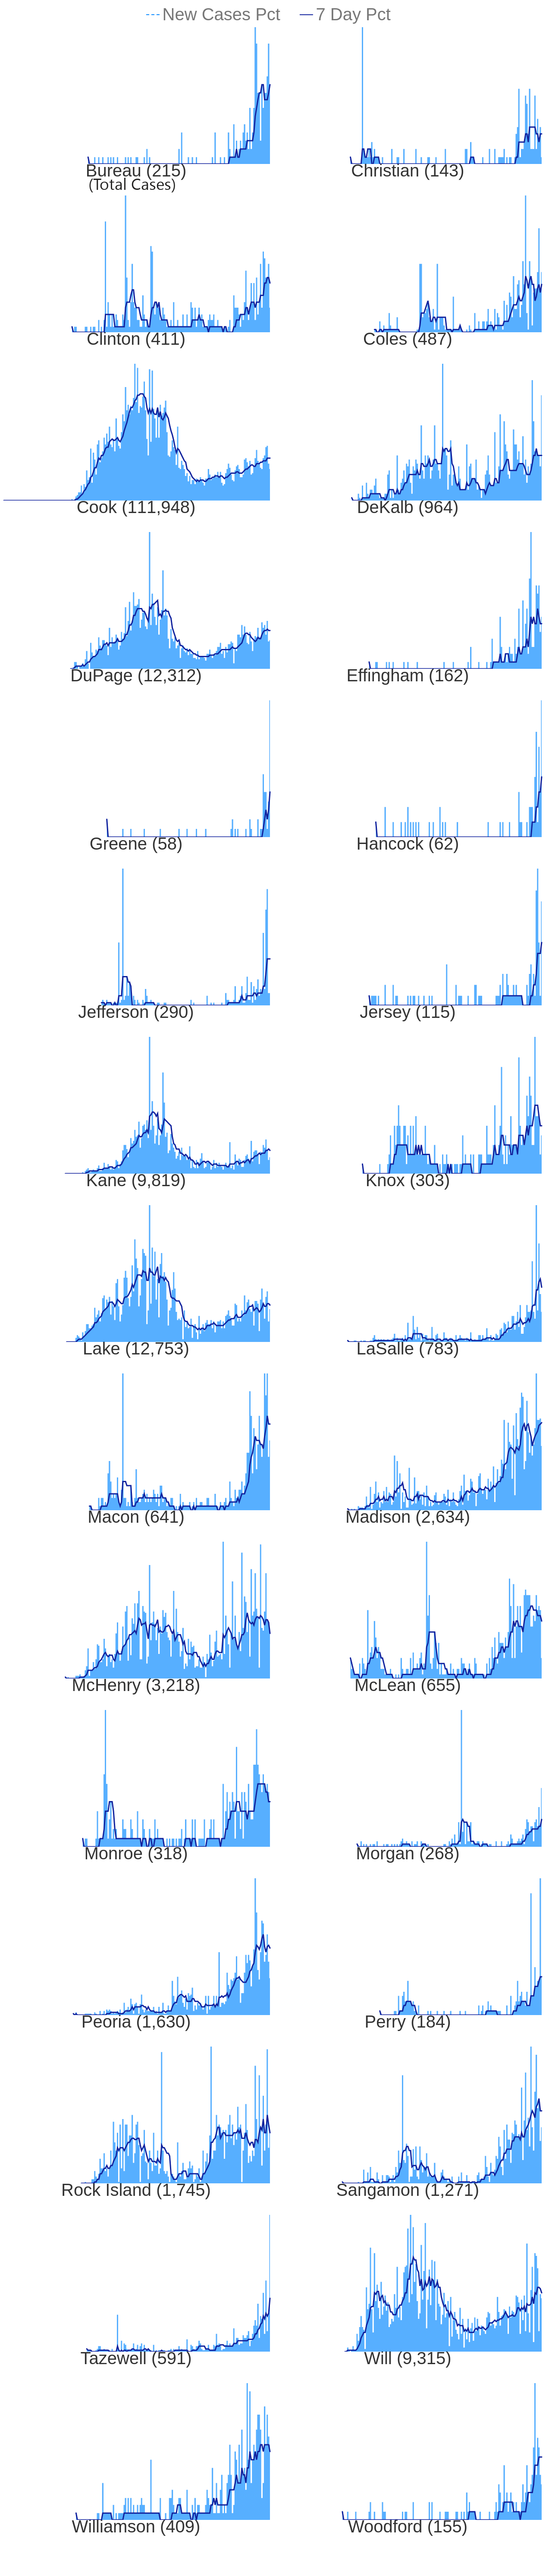 New Cases Pct 7 Day Pct
Bureau (215) Christian (143)
(Total Cases)
Clinton (411) Coles (487)
Cook (111,948) DeKalb (964)
DuPage (12,312) Effingham (162)
Greene (58) Hancock (62)
Jefferson (290) Jersey (115)
Kane (9,819) Knox (303)
Lake (12,753) LaSalle (783)
Macon (641) Madison (2,634)
McHenry (3,218) McLean (655)
Monroe (318) Morgan (268)
Peoria (1,630) Perry (184)
Rock Island (1,745) Sangamon (1,271)
Tazewell (591) Will (9,315)
Williamson (409) Woodford (155)